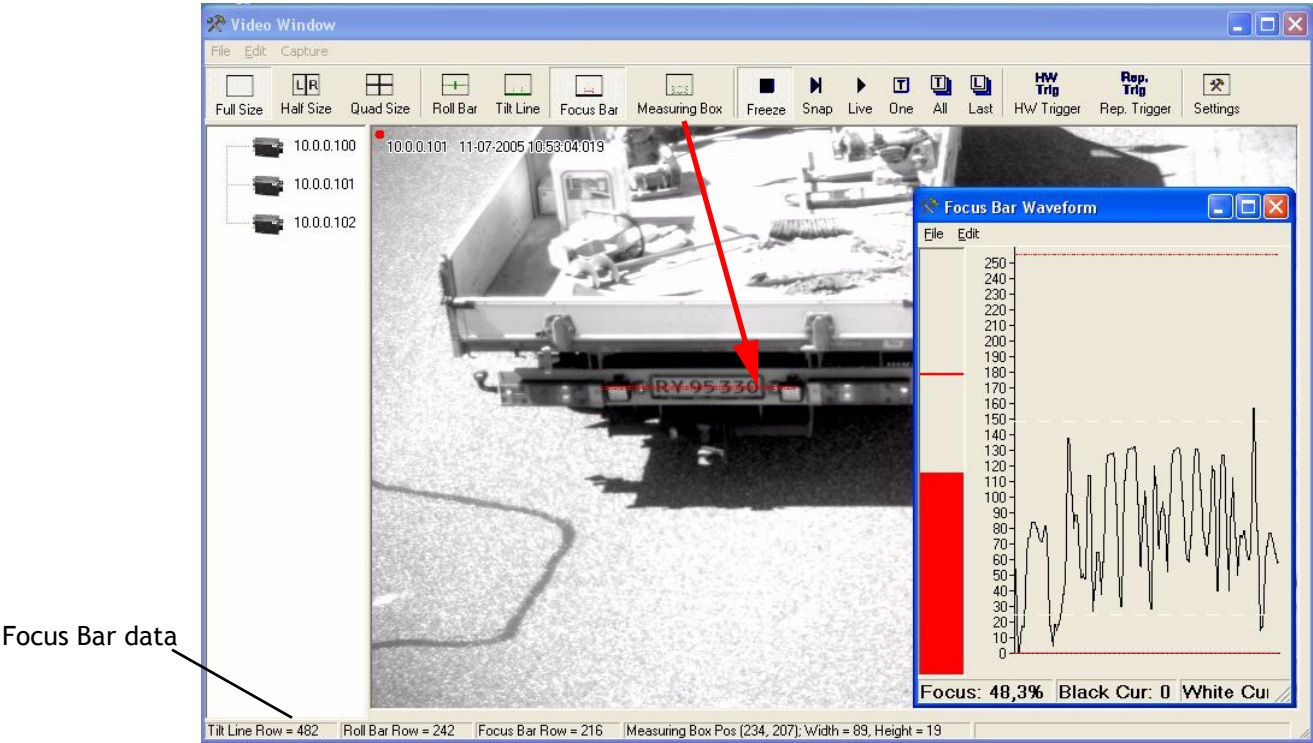 Video Window
File Edit Capture
Full Size Half Size Quad Size Roll Bar Tilt Line Focus Bar Measuring Box Freeze Snap Live One All Last HW Trig HW Trigger Rep. Trig Rep. Trigger Settings
L R
T T L
10.0.0.100
10.0.0.101
10.0.0.102
10.0.0.101 11-07-2005 10:53:04:019
RY 95330
Focus Bar Waveform
File Edit
250
240
230
220
210
200
190
180
170
160
150
140
130
120
110
100
90
80
70
60
50
40
30
20
10
0
Focus: 48,3% Black Cur: 0 White Cu
Focus Bar data
Tilt Line Row = 482 Roll Bar Row = 242 Focus Bar Row = 216 Measuring Box Pos (234, 207); Width = 89, Height = 19